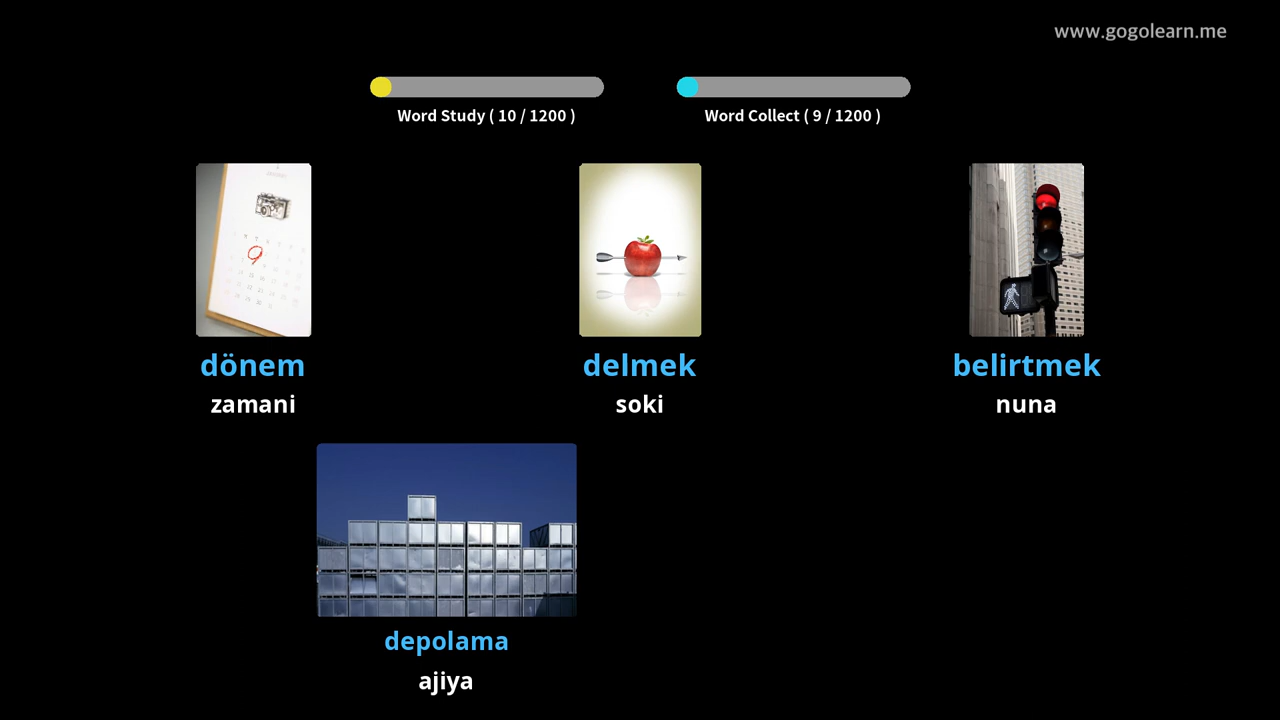 www.gogolearn.me
Word Study ( 10 / 1200 )
Word Collect ( 9 / 1200 )
dönem
zamani
delmek
soki
belirtmek
nuna
depolama
ajiya